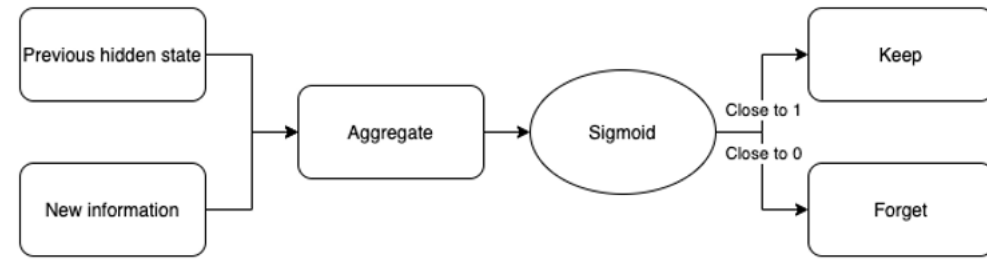 Previous hidden state
New information
Aggregate
Sigmoid
Close to 1
Close to 0
Keep
Forget